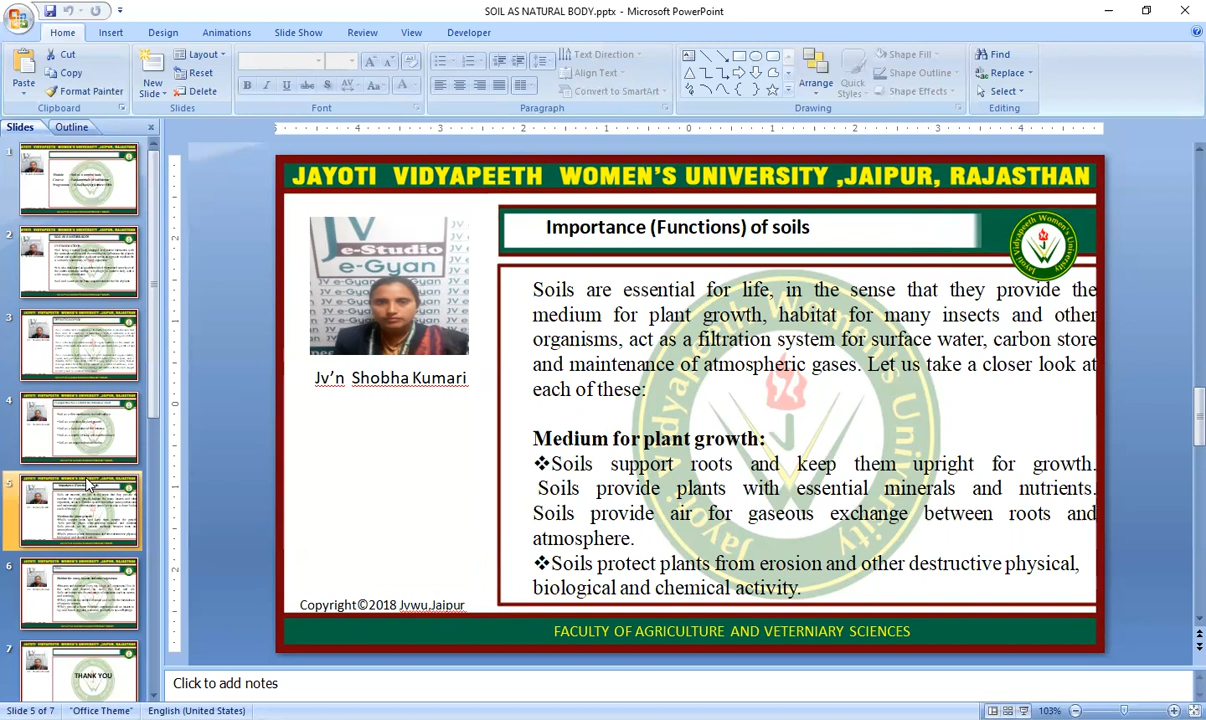 SOIL AS NATURAL BODY.pptx - Microsoft PowerPoint
Home Insert Design Animations Slide Show Review View Developer
Cut
Copy
Format Painter
Paste
Clipboard
New
Slide
Layout
Reset
Delete
Slides
Font
Text Direction
Align Text
Convert to SmartArt
Paragraph
Arrange
Quick
Styles
Shape Fill
Shape Outline
Shape Effects
Drawing
Find
Replace
Select
Editing
Slides Outline
1
2
3
4
5
6
7
THANK YOU
JAYOTI VIDYAPEETH WOMEN'S UNIVERSITY ,JAIPUR, RAJASTHAN
Importance (Functions) of soils
JV
e-Studio
e-Gyan
Jv'n Shobha Kumari
Soils are essential for life, in the sense that they provide the
medium for plant growth, habitat for many insects and other
organisms, act as a filtration system for surface water, carbon store
and maintenance of atmospheric gases. Let us take a closer look at
each of these:
Medium for plant growth:
❖Soils support roots and keep them upright for growth.
Soils provide plants with essential minerals and nutrients.
Soils provide air for gaseous exchange between roots and
atmosphere.
❖Soils protect plants from erosion and other destructive physical,
biological and chemical activity.
Copyright©2018 Jvwu,Jaipur
FACULTY OF AGRICULTURE AND VETERNIARY SCIENCES
Click to add notes
Slide 5 of 7 "Office Theme" English (United States) 103%